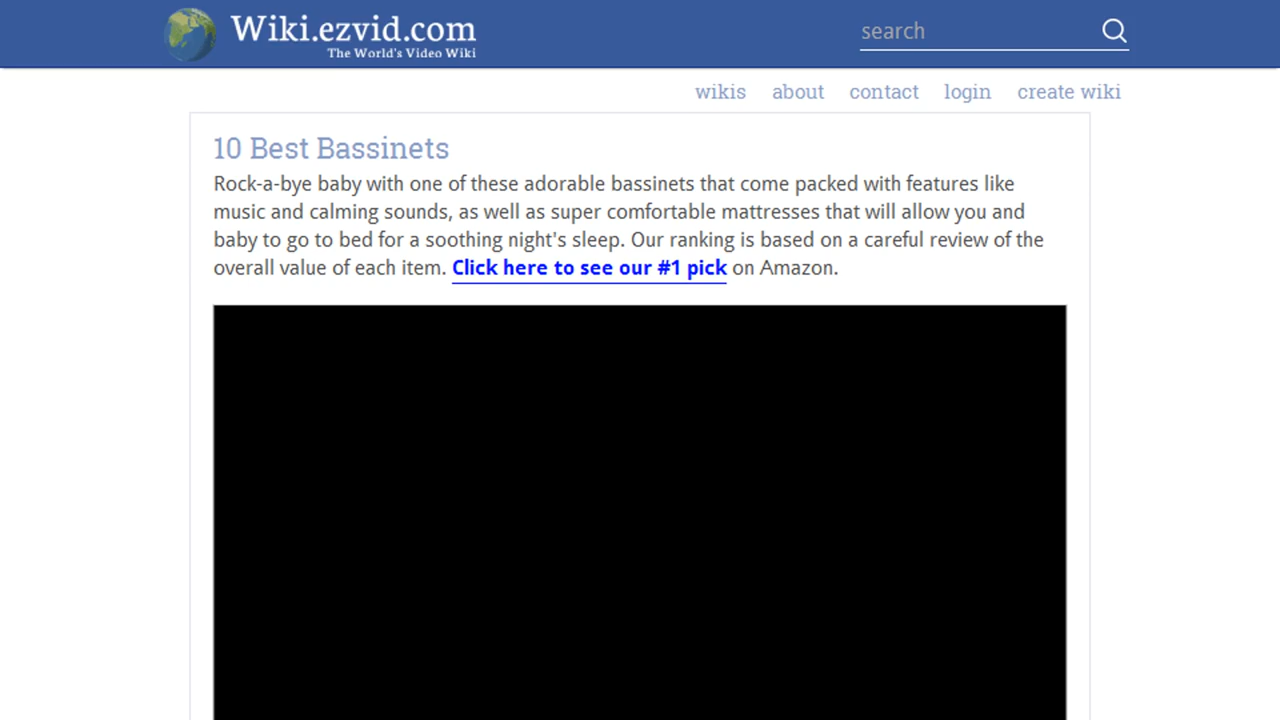 Wiki.ezvid.com
The World's Video Wiki
search
wikis about contact login create wiki
10 Best Bassinets
Rock-a-bye baby with one of these adorable bassinets that come packed with features like
music and calming sounds, as well as super comfortable mattresses that will allow you and
baby to go to bed for a soothing night's sleep. Our ranking is based on a careful review of the
overall value of each item. Click here to see our #1 pick on Amazon.